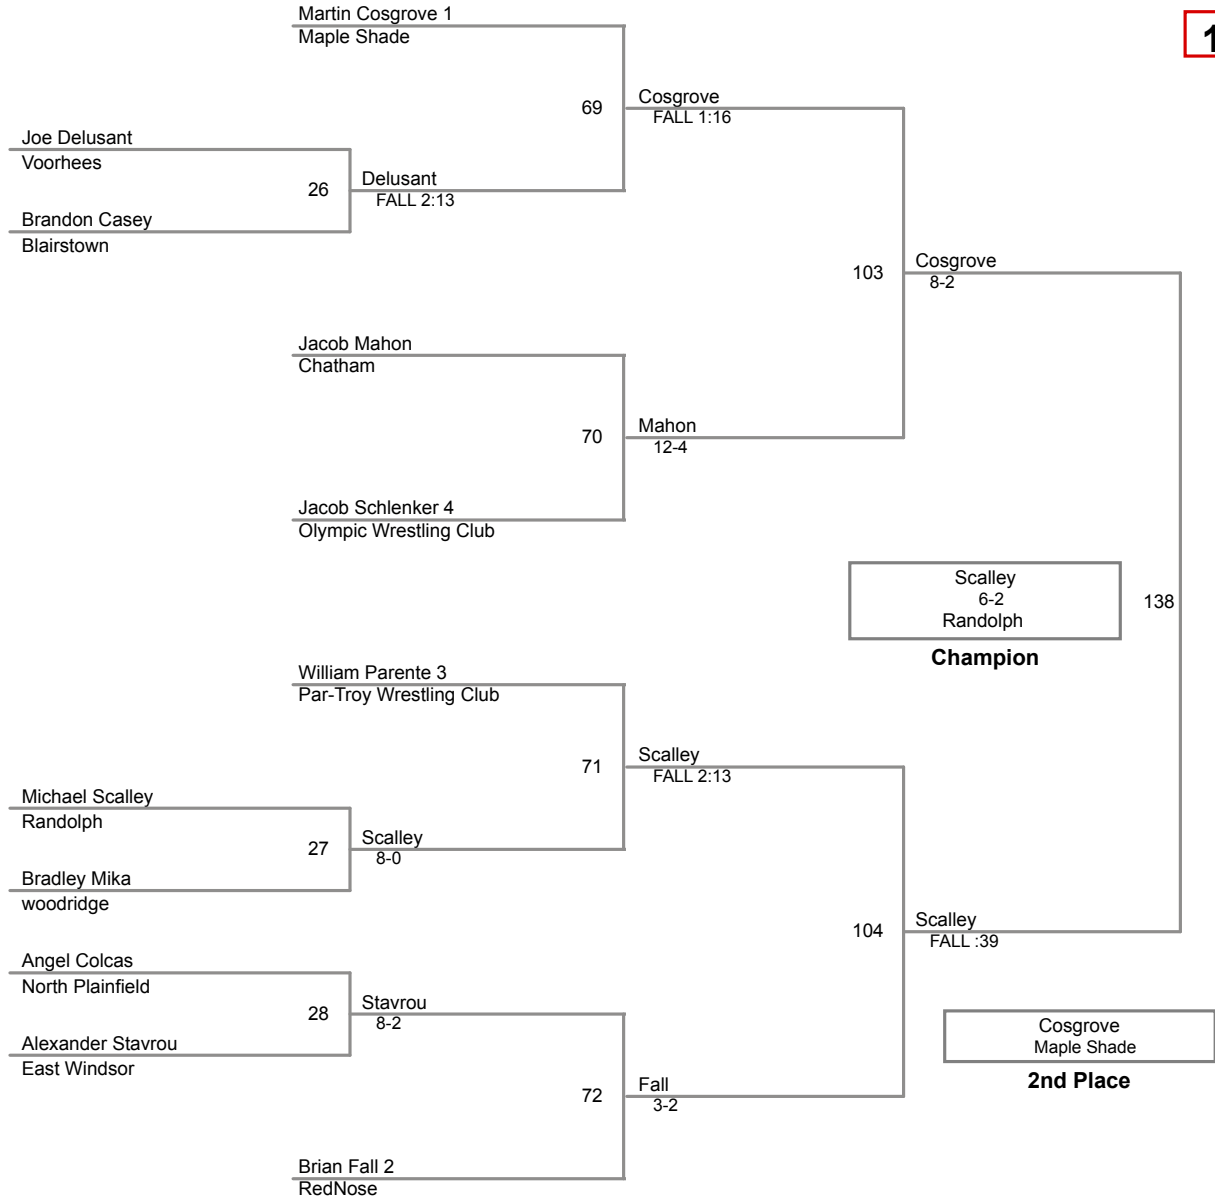 Martin Cosgrove 1
Maple Shade
1
69
Cosgrove
FALL 1:16
Joe Delusant
Voorhees
26
Delusant
FALL 2:13
Brandon Casey
Blairstown
103
Cosgrove
8-2
Jacob Mahon
Chatham
70
Mahon
12-4
Jacob Schlenker 4
Olympic Wrestling Club
Scalley
6-2
Randolph
138
Champion
William Parente 3
Par-Troy Wrestling Club
71
Scalley
FALL 2:13
Michael Scalley
Randolph
27
Scalley
8-0
Bradley Mika
woodridge
104
Scalley
FALL :39
Angel Colcas
North Plainfield
28
Stavrou
8-2
Alexander Stavrou
East Windsor
Cosgrove
Maple Shade
2nd Place
72
Fall
3-2
Brian Fall 2
RedNose